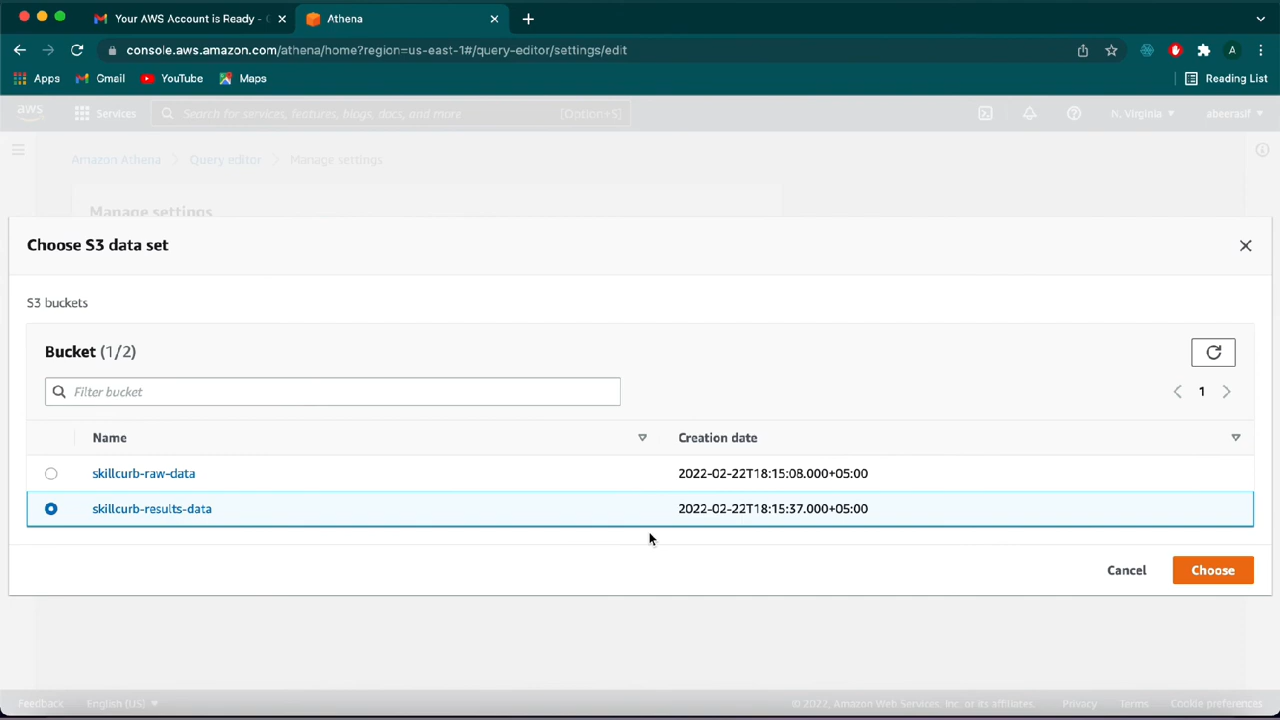 Your AWS Account is Ready -
Athena
console.aws.amazon.com/athena/home?region=us-east-1#/query-editor/settings/edit
A
Apps
Gmail
YouTube
Maps
Reading List
aws
Services
Search for services, features, blogs, docs, and more
[Option+S]
N. Virginia
abeerasif
Amazon Athena
Query editor
Manage settings
Manage settings
Choose S3 data set
S3 buckets
Bucket (1/2)
Filter bucket
1
Name
Creation date
skillcurb-raw-data
2022-02-22T18:15:08.000+05:00
skillcurb-results-data
2022-02-22T18:15:37.000+05:00
Cancel
Choose
Feedback
English (US)
© 2022, Amazon Web Services, Inc. or its affiliates.
Privacy
Terms
Cookie preferences